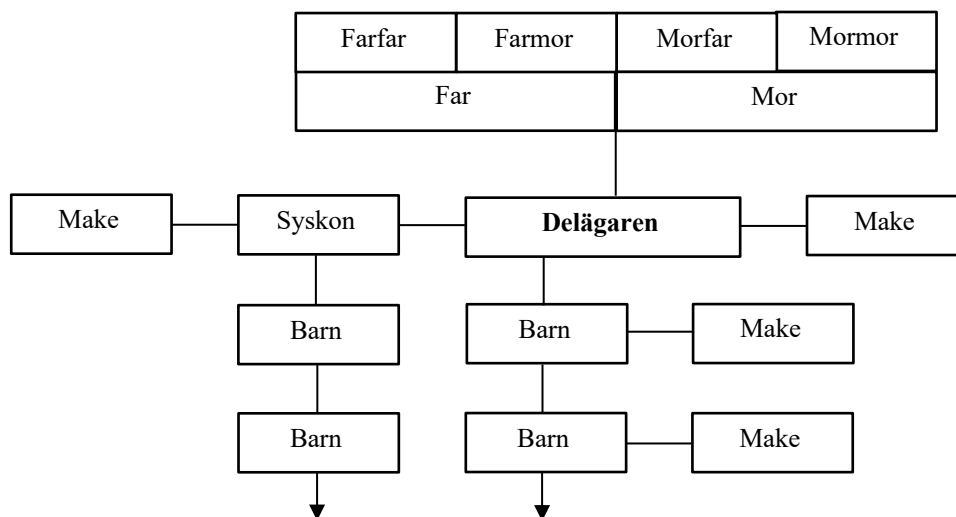 Farfar Farmor Morfar Mormor
Far Mor
Make Syskon Delägaren Make
Barn Barn Make
Barn Barn Make